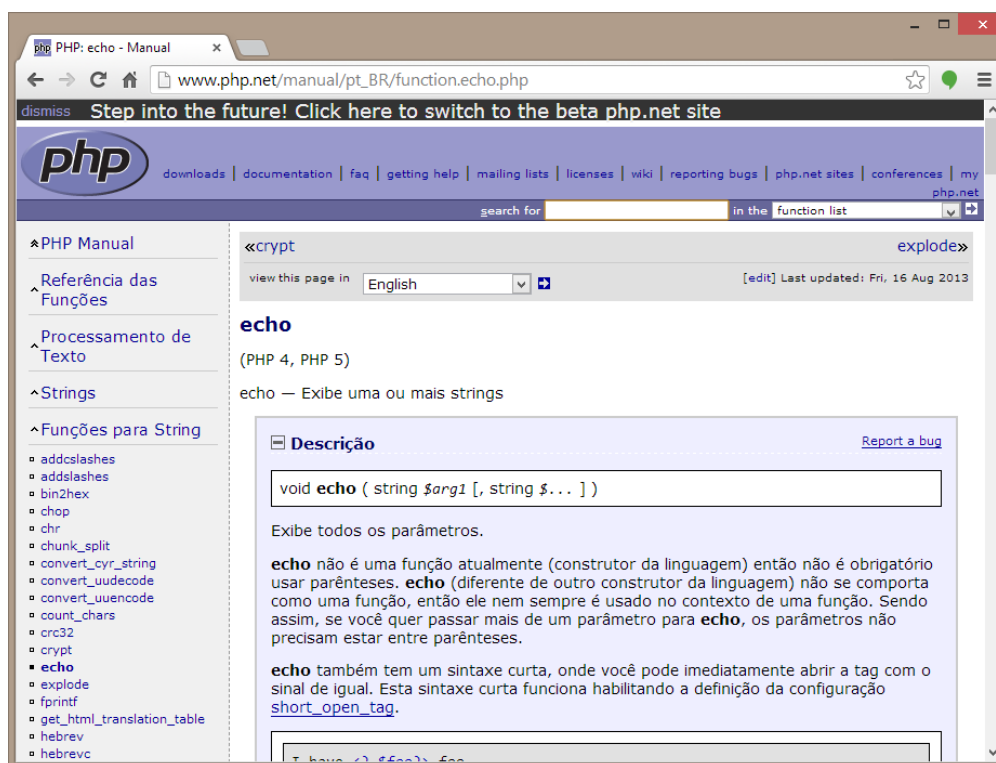 php PHP: echo - Manual
www.php.net/manual/pt_BR/function.echo.php
dismiss Step into the future! Click here to switch to the beta php.net site
php
downloads | documentation | faq | getting help | mailing lists | licenses | wiki | reporting bugs | php.net sites | conferences | my
php.net
search for in the function list
PHP Manual
Referência das
Funções
Processamento de
Texto
Strings
Funções para String
addcslashes
addslashes
bin2hex
chop
chr
chunk_split
convert_cyr_string
convert_uudecode
convert_uuencode
count_chars
crc32
crypt
echo
explode
fprintf
get_html_translation_table
hebrev
hebrevc
«crypt explode»
view this page in English [edit] Last updated: Fri, 16 Aug 2013
echo
(PHP 4, PHP 5)
echo — Exibe uma ou mais strings
Descrição Report a bug
void echo ( string $arg1 [, string $... ] )
Exibe todos os parâmetros.
echo não é uma função atualmente (construtor da linguagem) então não é obrigatório
usar parênteses. echo (diferente de outro construtor da linguagem) não se comporta
como uma função, então ele nem sempre é usado no contexto de uma função. Sendo
assim, se você quer passar mais de um parâmetro para echo, os parâmetros não
precisam estar entre parênteses.
echo também tem um sintaxe curta, onde você pode imediatamente abrir a tag com o
sinal de igual. Esta sintaxe curta funciona habilitando a definição da configuração
short_open_tag.
I have foo